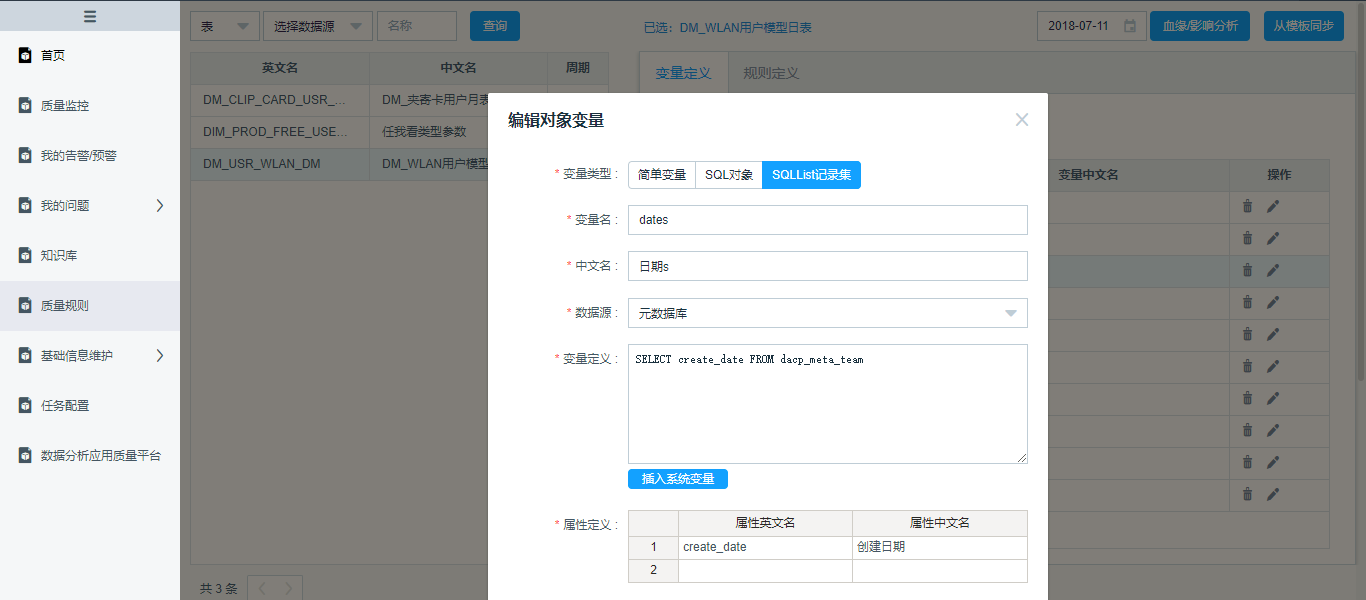 首页
质量监控
我的告警/预警
我的问题
知识库
质量规则
基础信息维护
任务配置
数据分析应用质量平台
表 选择数据源 名称 查询 已选：DM_WLAN用户模型日表 2018-07-11 血缘/影响分析 从模板同步
英文名 中文名 周期
DM_CLIP_CARD_USR_... DM_夹寄卡用户月表
DIM_PROD_FREE_USE... 任我看类型参数
DM_USR_WLAN_DM DM_WLAN用户模型
共 3 条
变量定义 规则定义
变量中文名 操作
编辑对象变量
* 变量类型 : 简单变量 SQL对象 SQLList记录集
* 变量名 : dates
* 中文名 : 日期s
* 数据源 : 元数据库
* 变量定义 : SELECT create_date FROM dacp_meta_team
插入系统变量
* 属性定义 : 属性英文名 属性中文名
1 create_date 创建日期
2